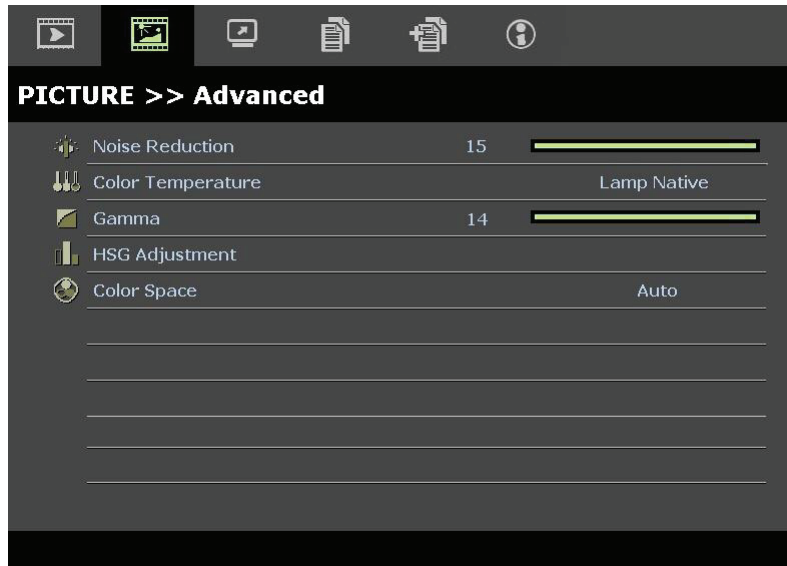 PICTURE >> Advanced
Noise Reduction 15
Color Temperature Lamp Native
Gamma 14
HSG Adjustment
Color Space Auto